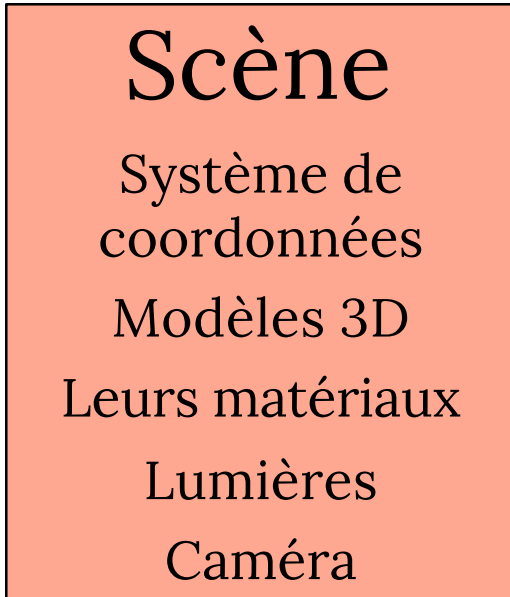 Scène
Système de
coordonnées
Modèles 3D
Leurs matériaux
Lumières
Caméra